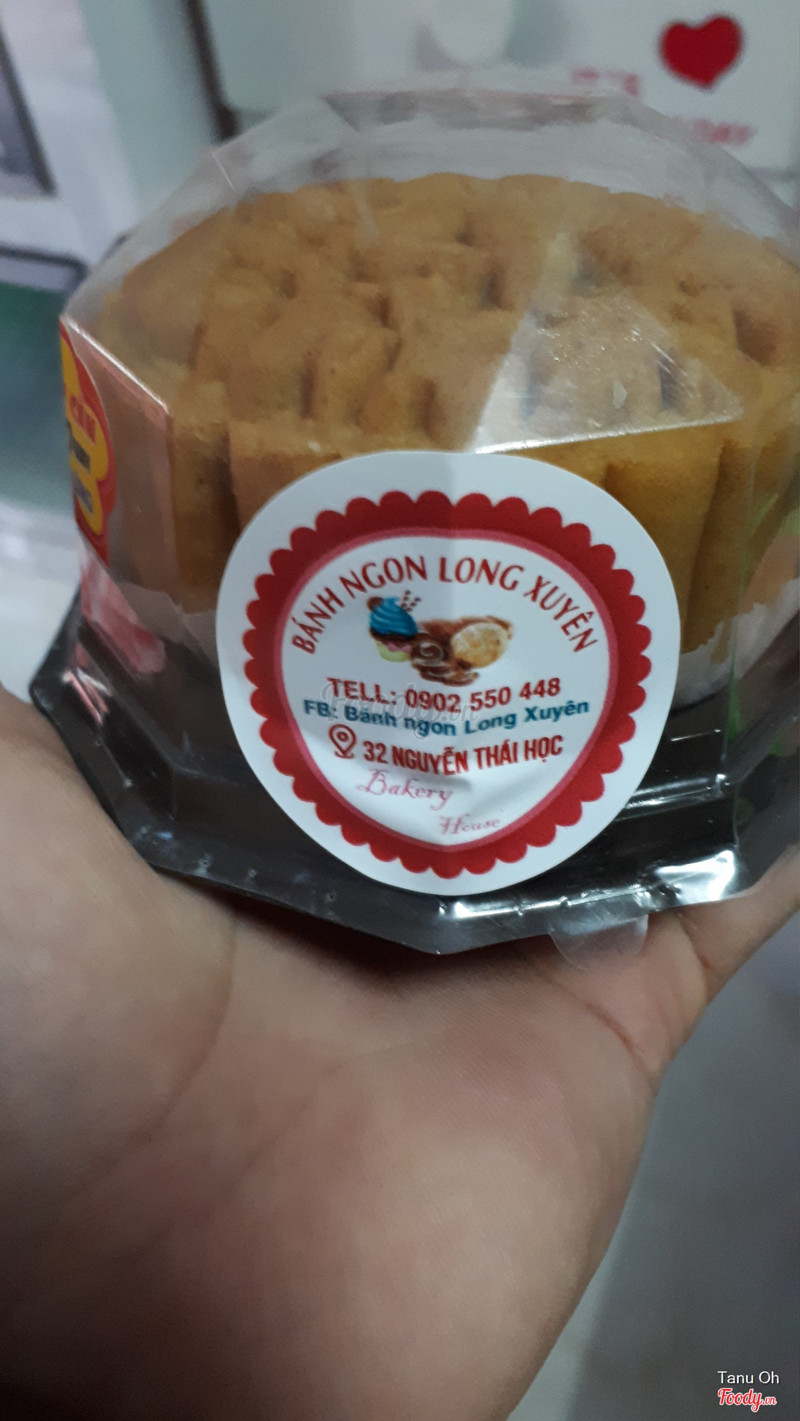 BÁNH NGON LONG XUYÊN
TELL: 0902 550 448
FB: Bánh ngon Long Xuyên
32 NGUYỄN THÁI HỌC
Bakery
House
Tanu Oh
Foody.vn